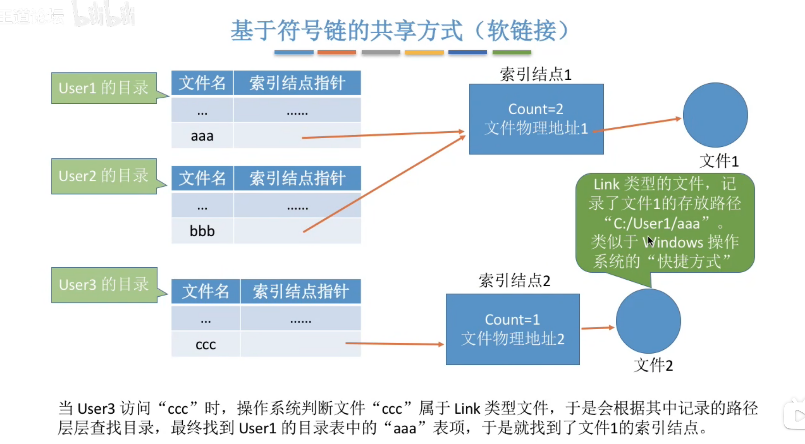 bilibili
基于符号链的共享方式（软链接）
User1 的目录
文件名 索引结点指针
... ......
aaa
User2 的目录
文件名 索引结点指针
... ......
bbb
User3 的目录
文件名 索引结点指针
... ......
ccc
索引结点1
Count=2
文件物理地址1
文件1
Link 类型的文件，记
录了文件1的存放路径
“C:/User1/aaa”。
类似于 Windows 操作
系统的“快捷方式”
索引结点2
Count=1
文件物理地址2
文件2
当 User3 访问“ccc”时，操作系统判断文件“ccc”属于 Link 类型文件，于是会根据其中记录的路径
层层查找目录，最终找到 User1 的目录表中的“aaa”表项，于是就找到了文件1的索引结点。